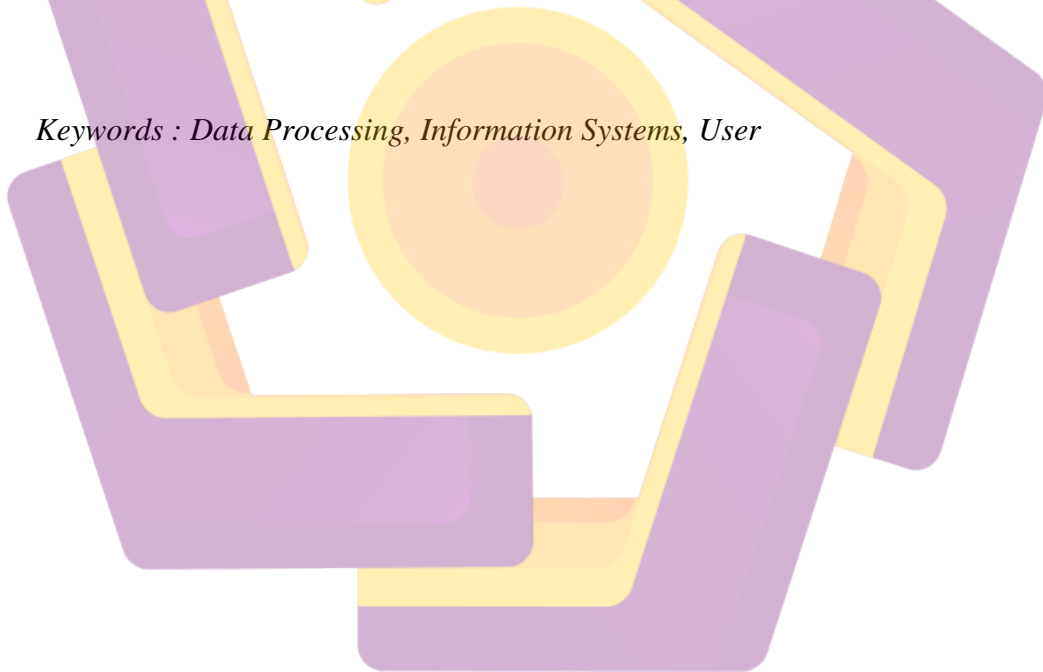 Keywords : Data Processing, Information Systems, User